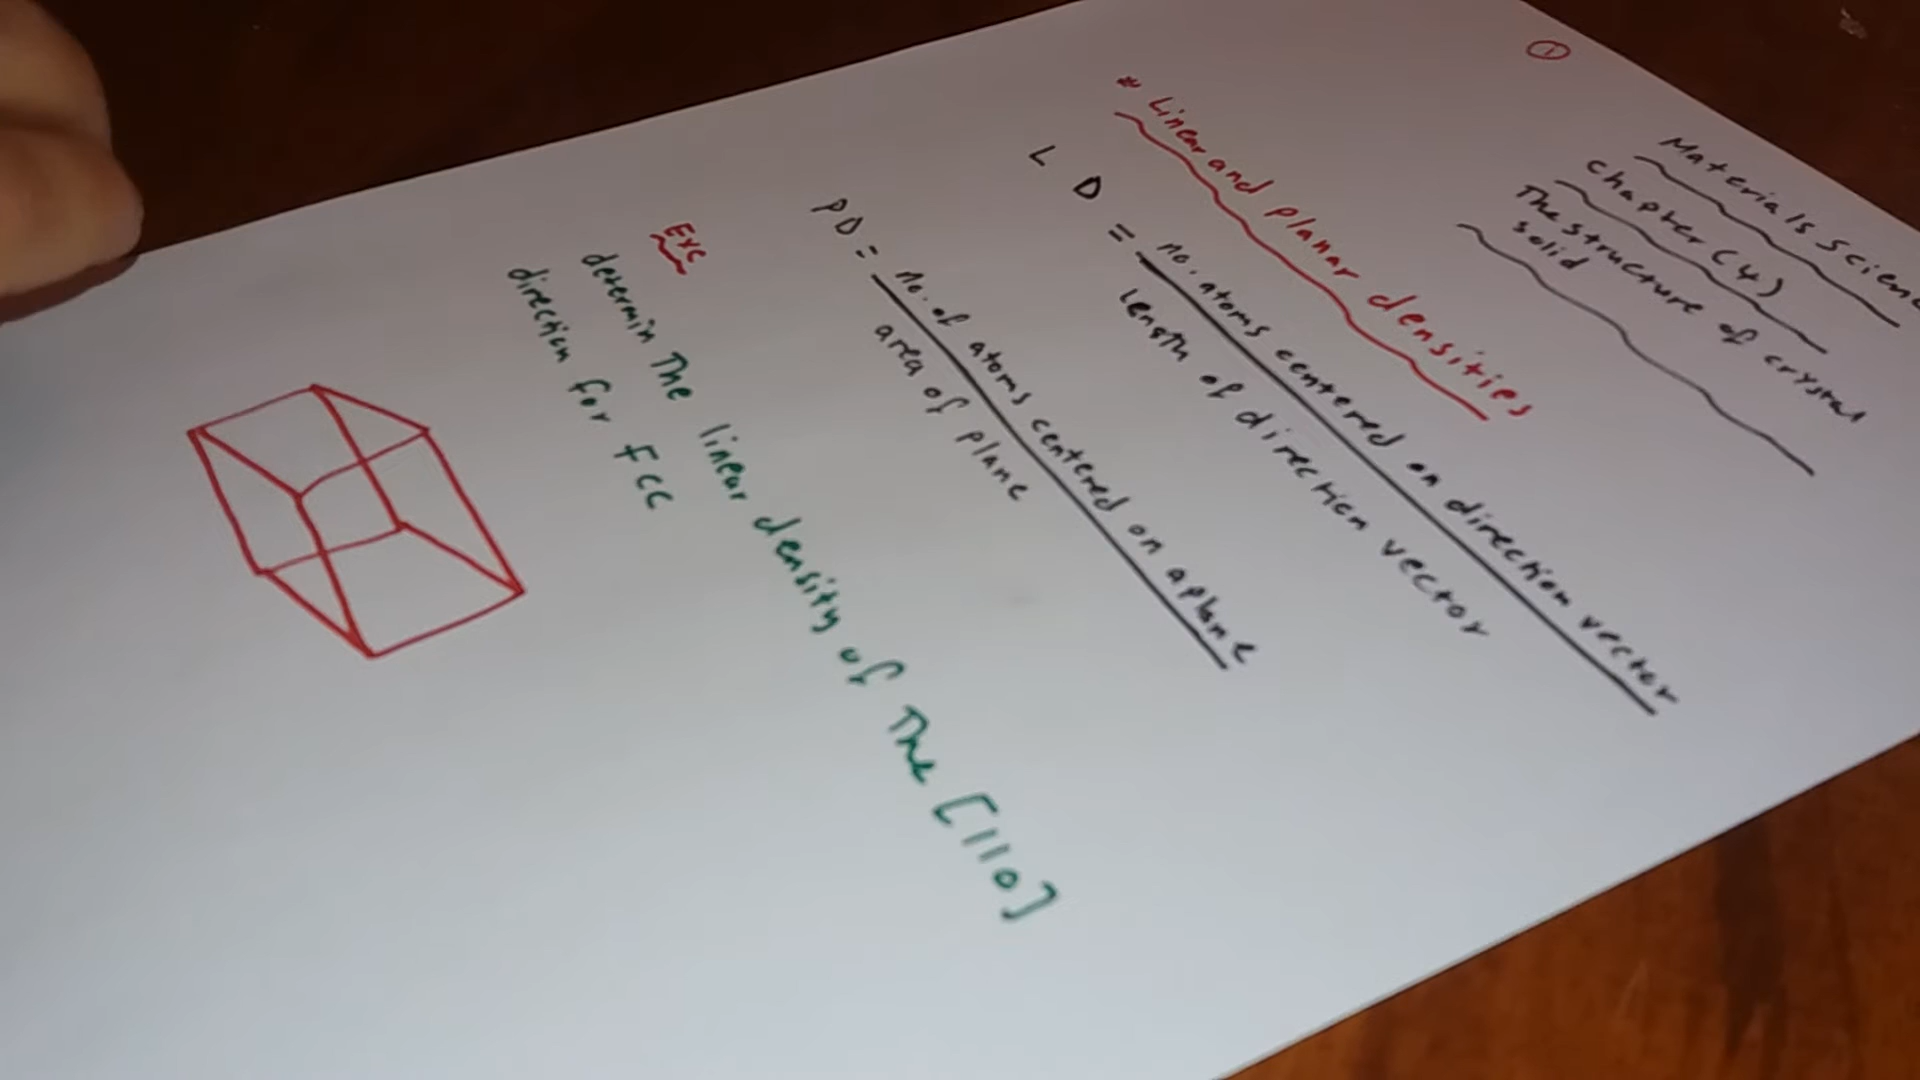 ①
Materials Scienc
Chapter (4)
The structure of crystal
solid
* Linear and planar densities
L D = no. atoms centered on direction vector
Length of direction vector
PD = no. of atoms centered on a plane
area of plane
Exc
determin The linear density of The [110]
direction for FCC